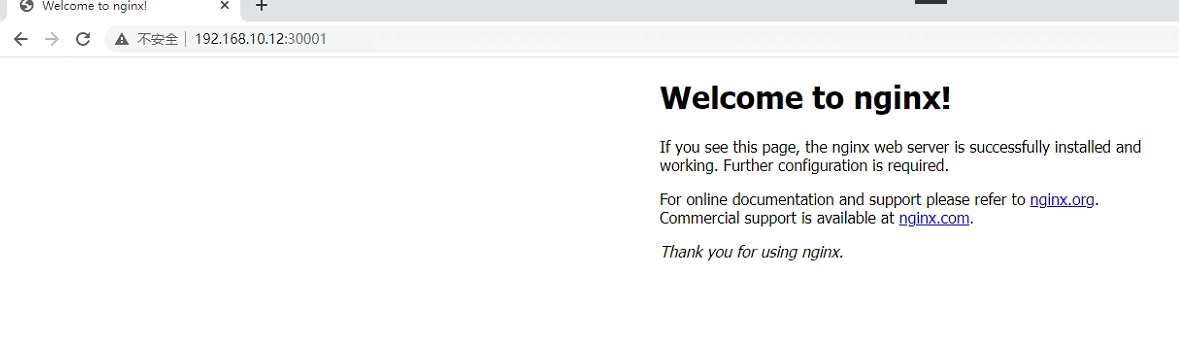 Welcome to nginx!
不安全 192.168.10.12:30001
Welcome to nginx!
If you see this page, the nginx web server is successfully installed and
working. Further configuration is required.
For online documentation and support please refer to nginx.org.
Commercial support is available at nginx.com.
Thank you for using nginx.